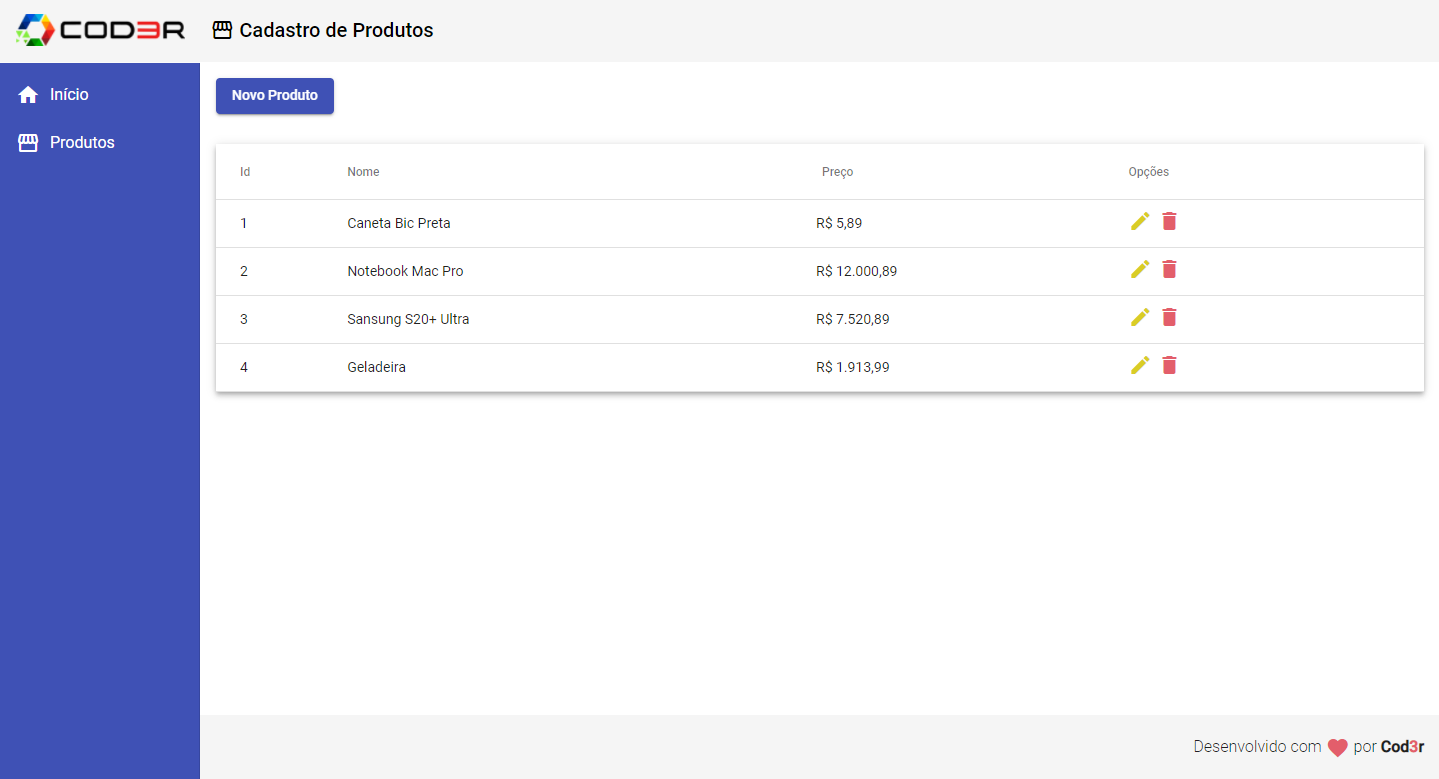 COD3R
Cadastro de Produtos
Início
Produtos
Novo Produto
Id Nome Preço Opções
1 Caneta Bic Preta R$ 5,89
2 Notebook Mac Pro R$ 12.000,89
3 Sansung S20+ Ultra R$ 7.520,89
4 Geladeira R$ 1.913,99
Desenvolvido com por Cod3r